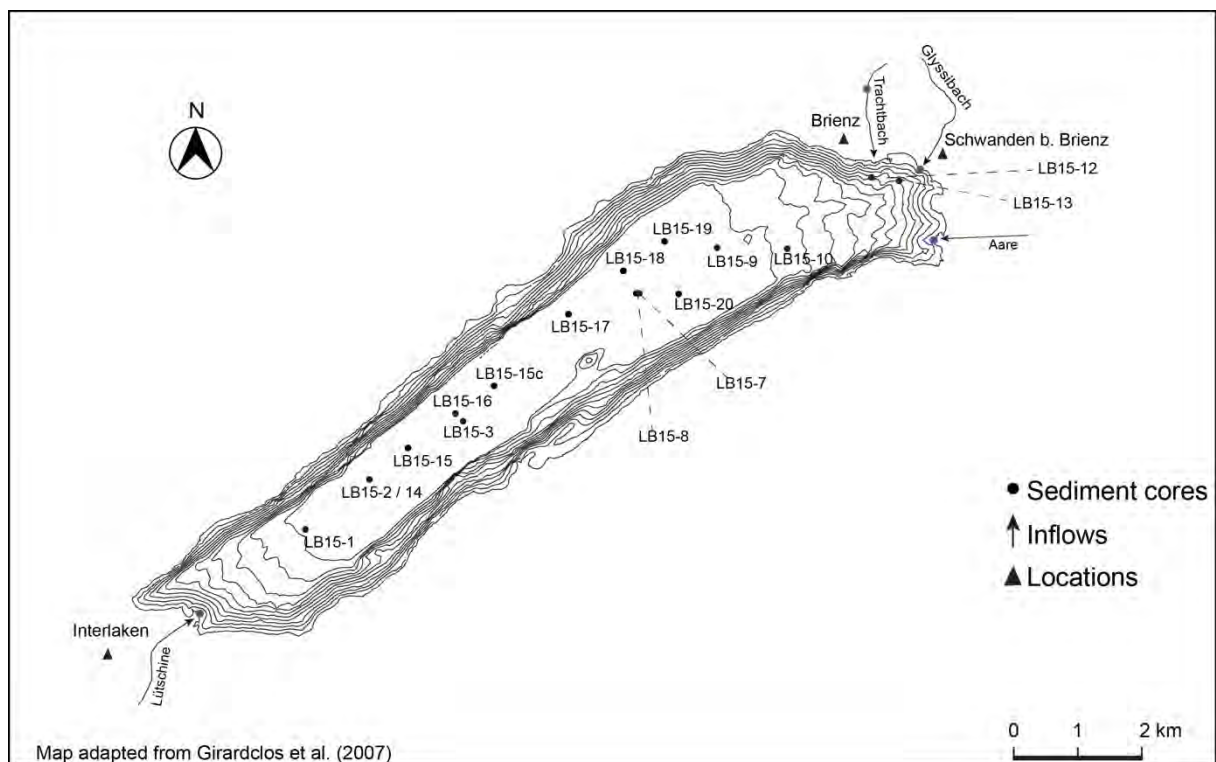 Glyssibach
Trachtbach
N
Brienz
Schwanden b. Brienz
LB15-12
LB15-13
LB15-19
LB15-18
LB15-9
LB15-10
Aare
LB15-20
LB15-17
LB15-7
LB15-15c
LB15-16
LB15-3
LB15-8
LB15-15
LB15-2 / 14
LB15-1
Sediment cores
Inflows
Locations
Interlaken
Lütschine
0 1 2 km
Map adapted from Girardclos et al. (2007)